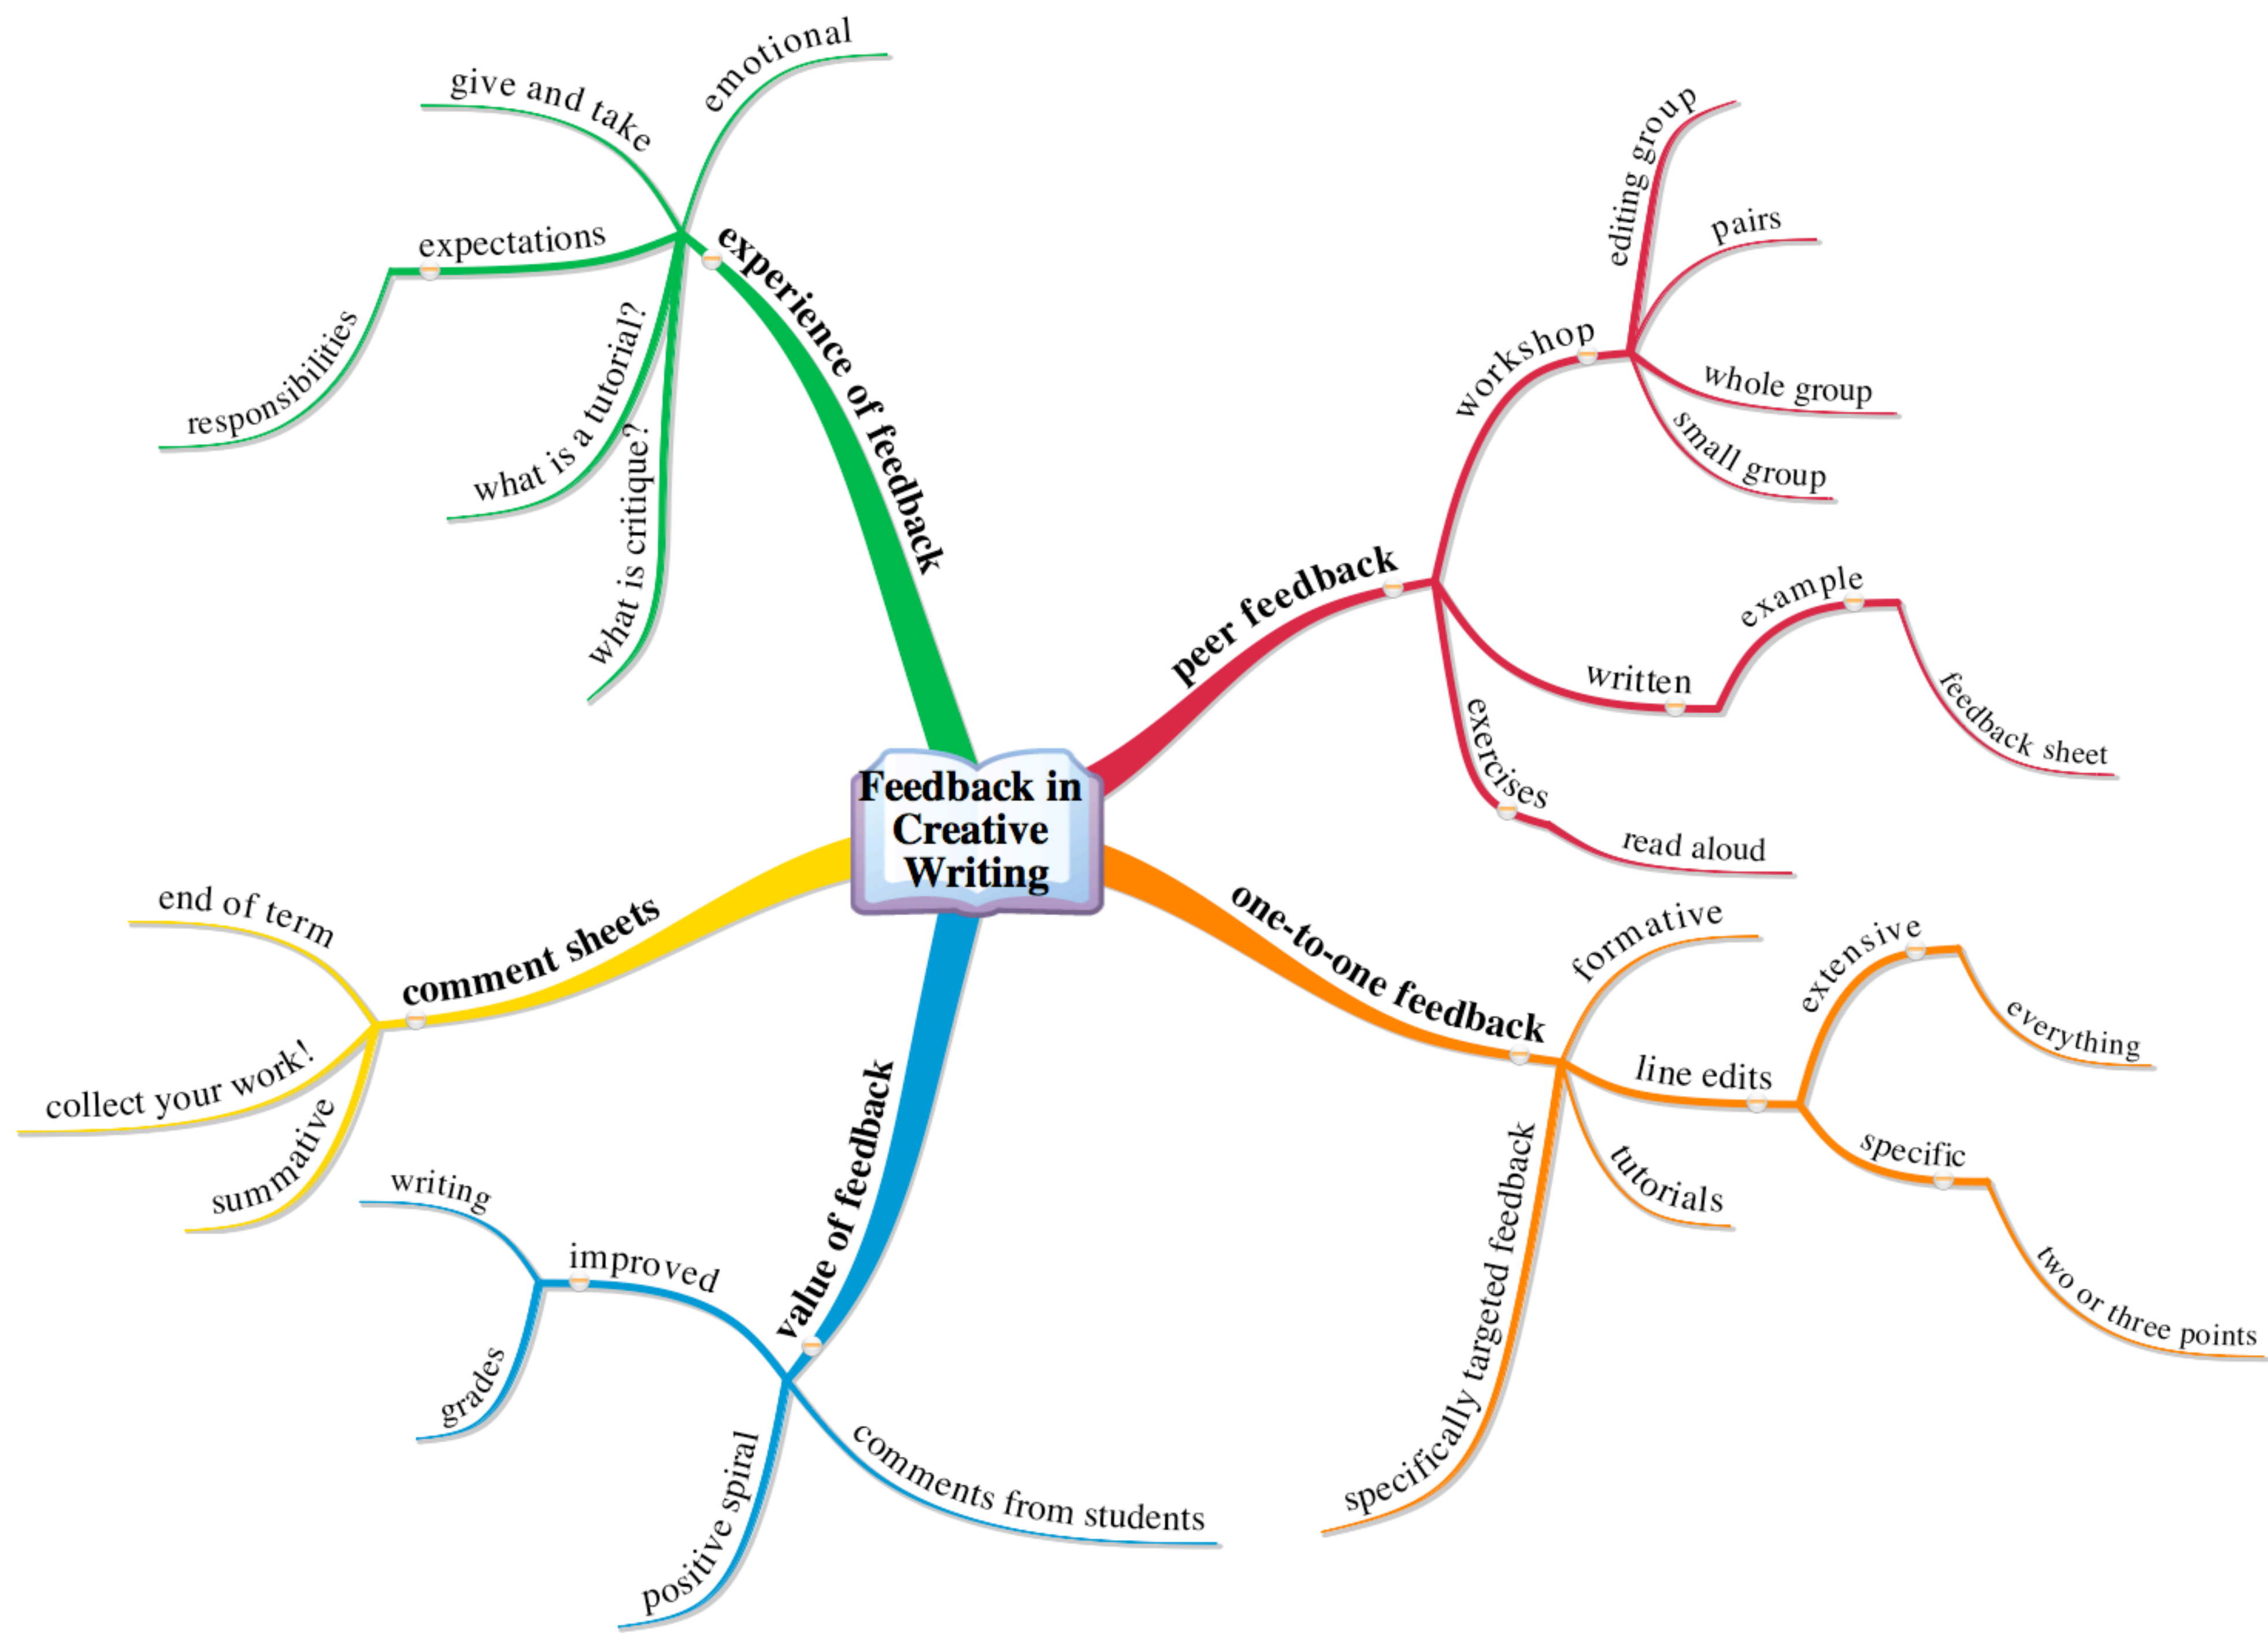 Feedback in
Creative
Writing
experience of feedback
emotional
give and take
expectations
responsibilities
what is a tutorial?
what is critique?
peer feedback
workshop
editing group
pairs
whole group
small group
written
example
feedback sheet
exercises
read aloud
one-to-one feedback
formative
line edits
extensive
everything
specific
two or three points
tutorials
specifically targeted feedback
value of feedback
improved
writing
grades
positive spiral
comments from students
comment sheets
end of term
collect your work!
summative